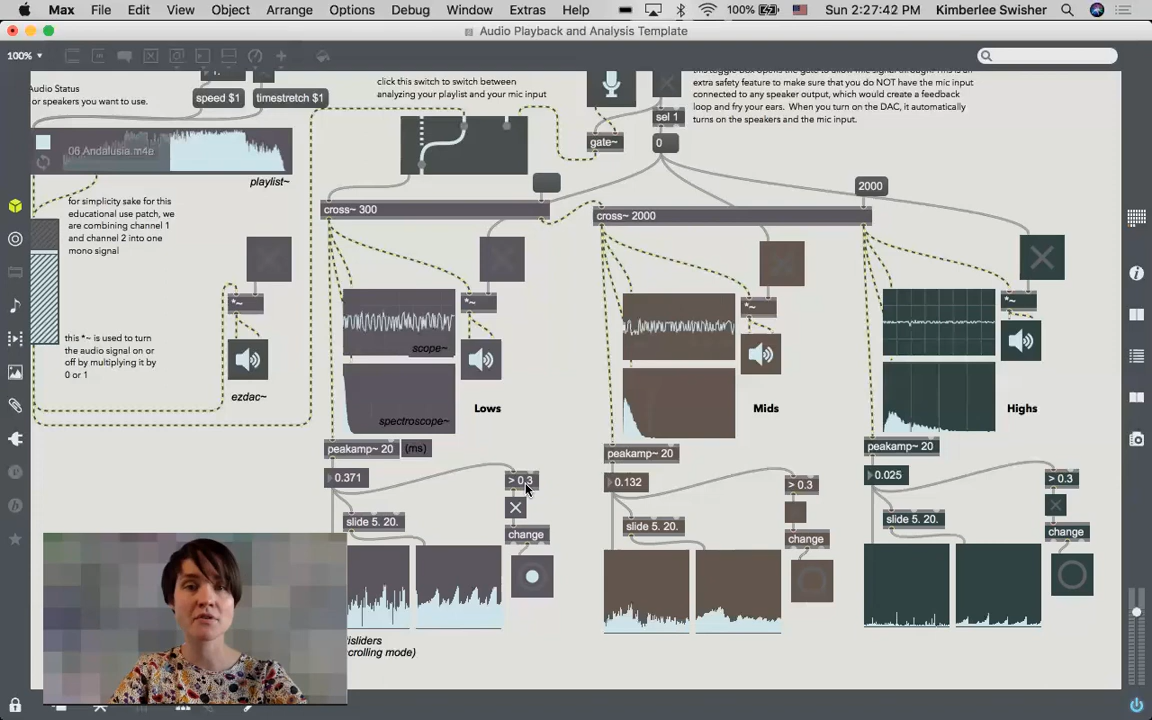 Max File Edit View Object Arrange Options Debug Window Extras Help 100% Sun 2:27:42 PM Kimberlee Swisher
Audio Playback and Analysis Template
100%
Audio Status
or speakers you want to use.
speed $1
timestretch $1
click this switch to switch between
analyzing your playlist and your mic input
extra safety feature to make sure that you do NOT have the mic input
connected to any speaker output, which would create a feedback
loop and fry your ears. When you turn on the DAC, it automatically
turns on the speakers and the mic input.
sel 1
gate~
0
06 Andalusia.m4e
playlist~
2000
for simplicity sake for this
educational use patch, we
are combining channel 1
and channel 2 into one
mono signal
cross~ 300
cross~ 2000
*~
*~
*~
*~
this *~ is used to turn
the audio signal on or
off by multiplying it by
0 or 1
ezdac~
scope~
spectroscope~
Lows
Mids
Highs
peakamp~ 20
(ms)
peakamp~ 20
peakamp~ 20
0.371
0.132
0.025
> 0.3
> 0.3
> 0.3
slide 5. 20.
slide 5. 20.
slide 5. 20.
change
change
change
isliders
crolling mode)